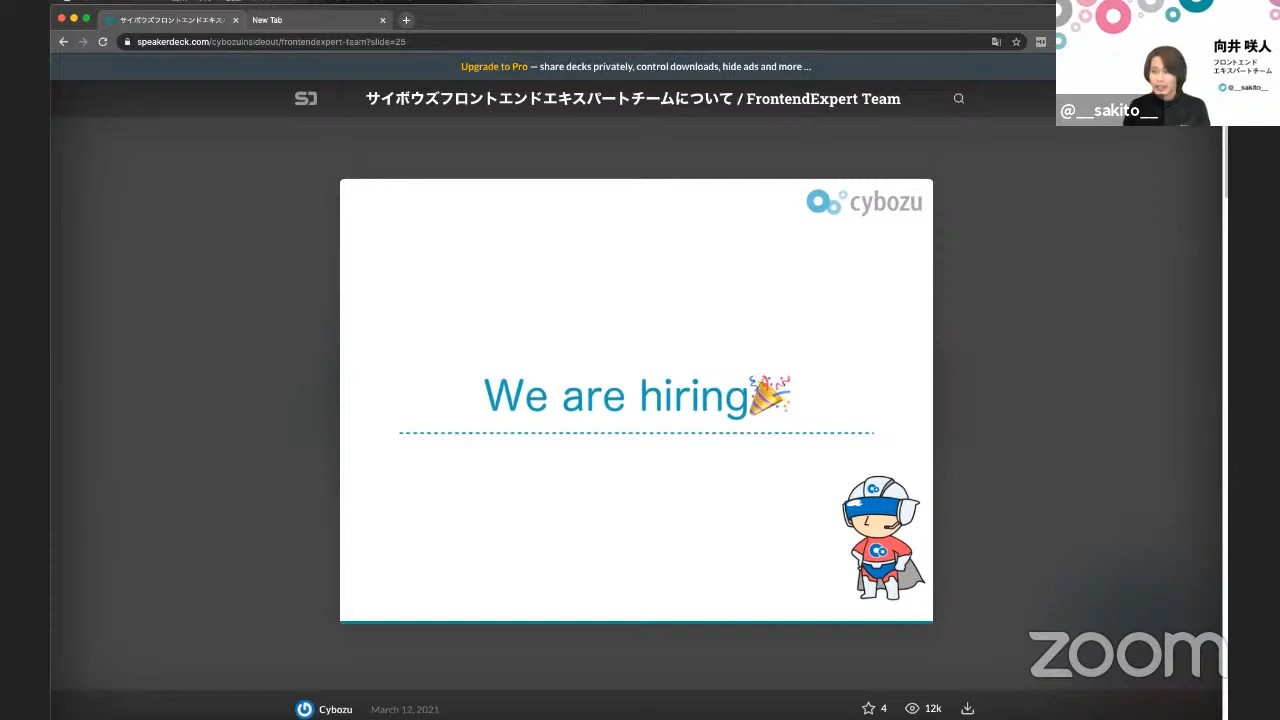 サイボウズフロントエンドエキス
New Tab
speakerdeck.com/cybozuinsideout/frontendexpert-team?slide=25
Upgrade to Pro — share decks privately, control downloads, hide ads and more ...
サイボウズフロントエンドエキスパートチームについて / FrontendExpert Team
向井 咲人
フロントエンド
エキスパートチーム
@__sakito__
@__sakito__
cybozu
We are hiring🎉
zoom
Cybozu
March 12, 2021
4
12k